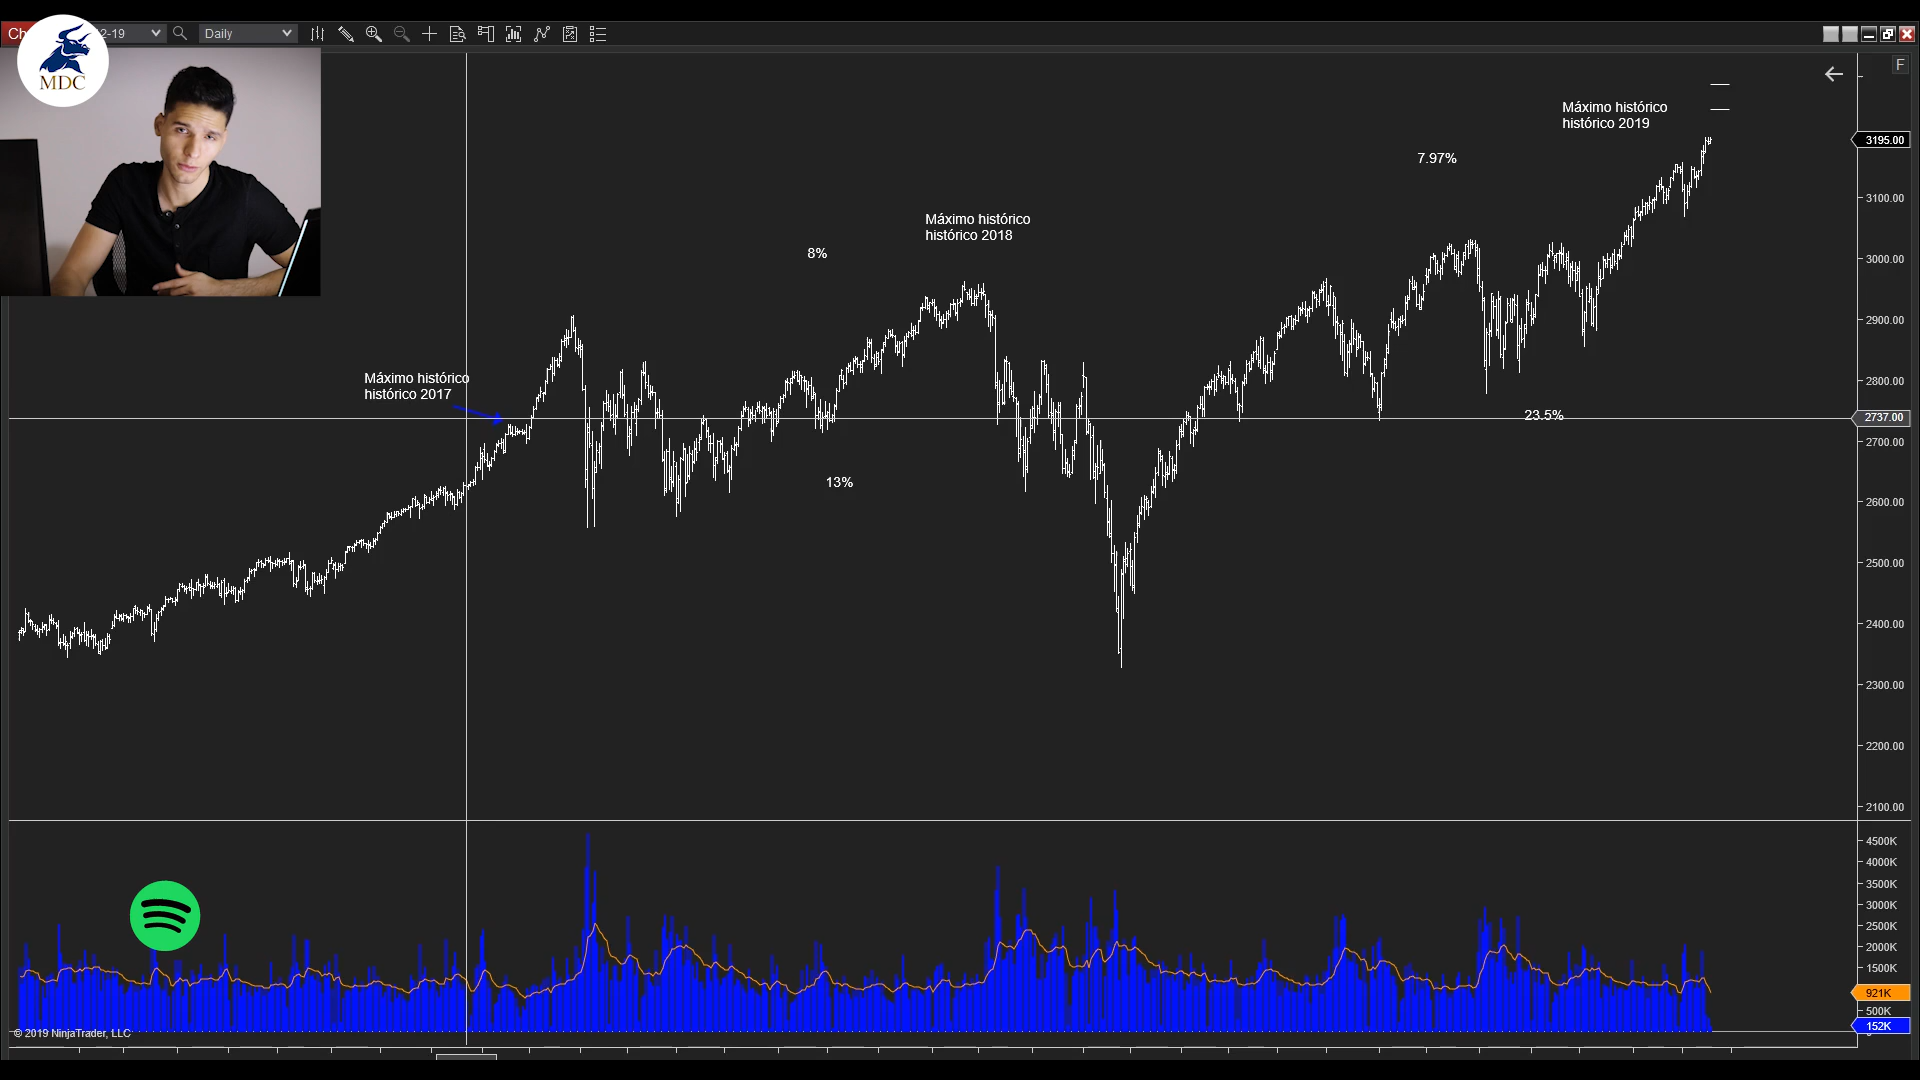 Ch
2-19
Daily
MDC
F
Máximo histórico
histórico 2019
3195.00
7.97%
3100.00
Máximo histórico
histórico 2018
8%
3000.00
2900.00
Máximo histórico
histórico 2017
2800.00
23.5%
2737.00
2700.00
13%
2600.00
2500.00
2400.00
2300.00
2200.00
2100.00
4500K
4000K
3500K
3000K
2500K
2000K
1500K
921K
500K
152K
© 2019 NinjaTrader, LLC